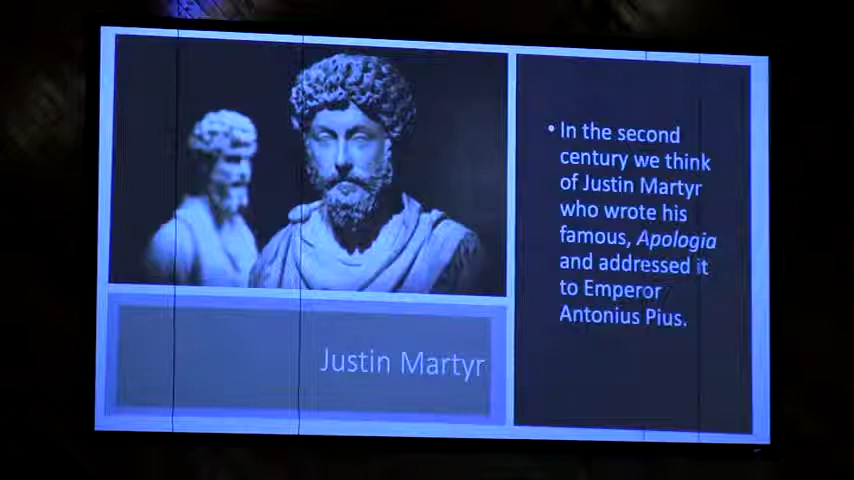 Justin Martyr
• In the second
century we think
of Justin Martyr
who wrote his
famous, Apologia
and addressed it
to Emperor
Antonius Pius.